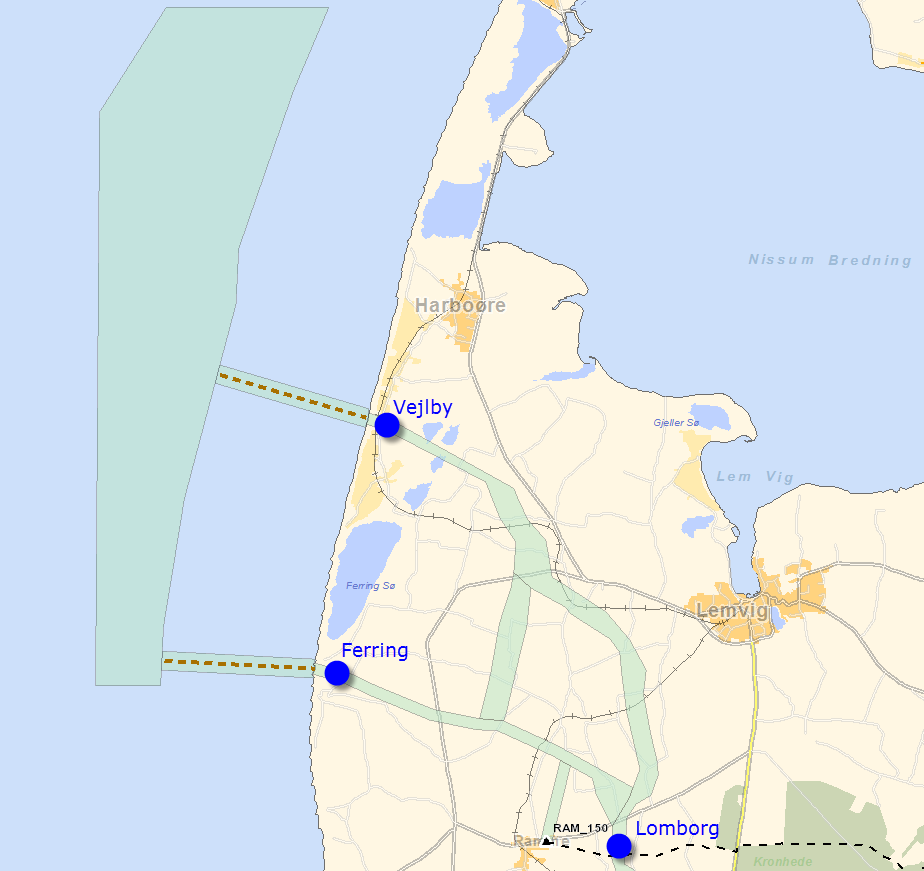 Nissum Bredning
Harboøre
Vejlby
Gjeller Sø
Lem Vig
Ferring Sø
Lemvig
Ferring
RAM_150
Lomborg
Kronhede